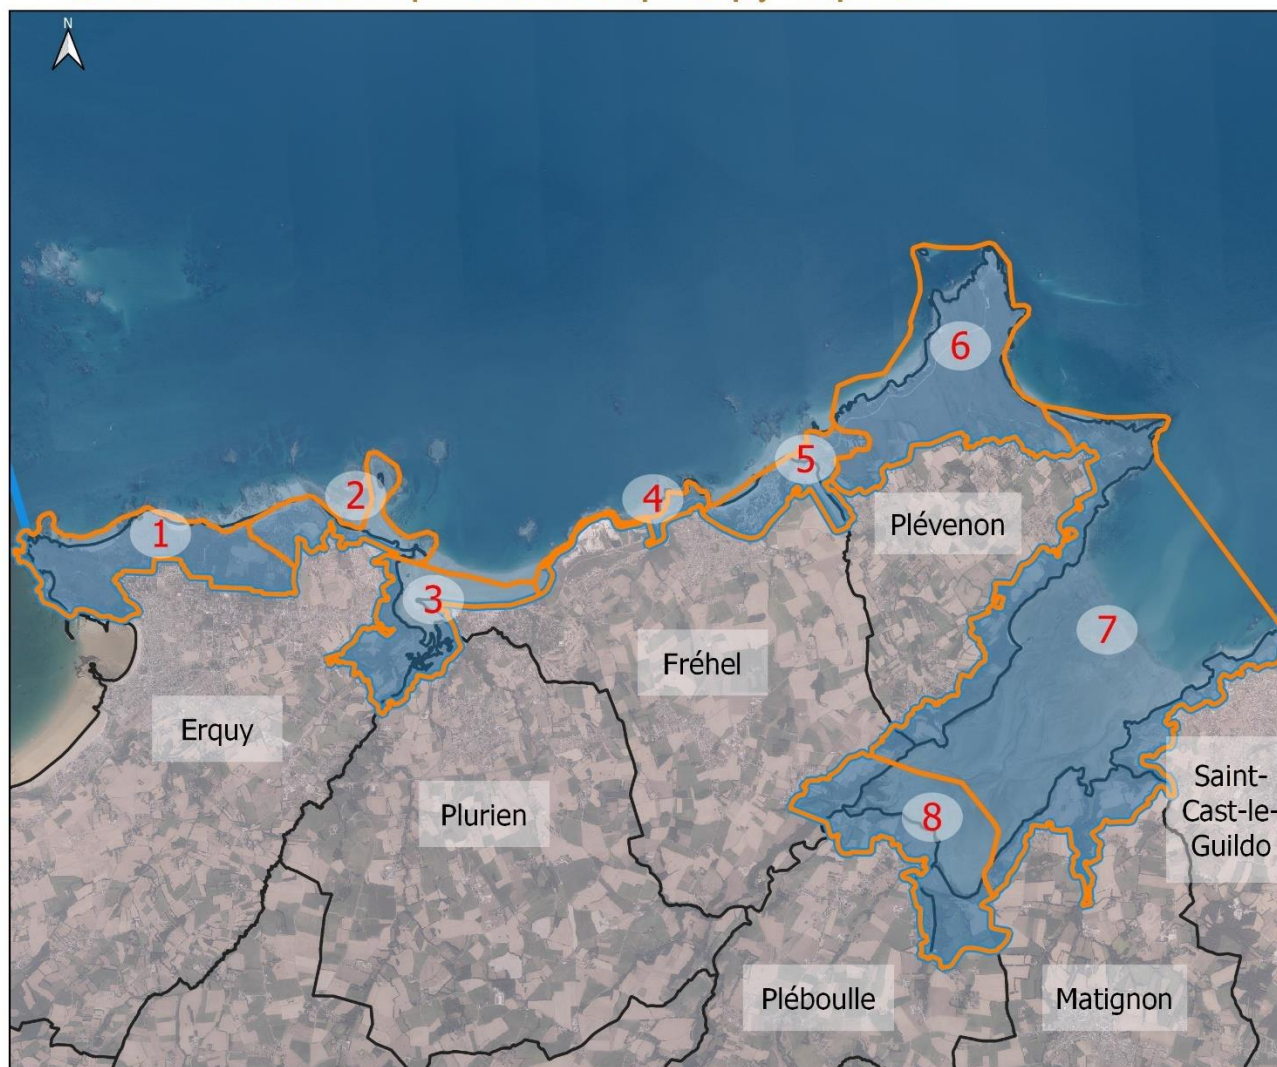 N
6
5
2
4
1
Plévenon
3
7
Fréhel
Erquy
Saint-
Cast-le-
Guildo
Plurien
8
Pléboulle
Matignon